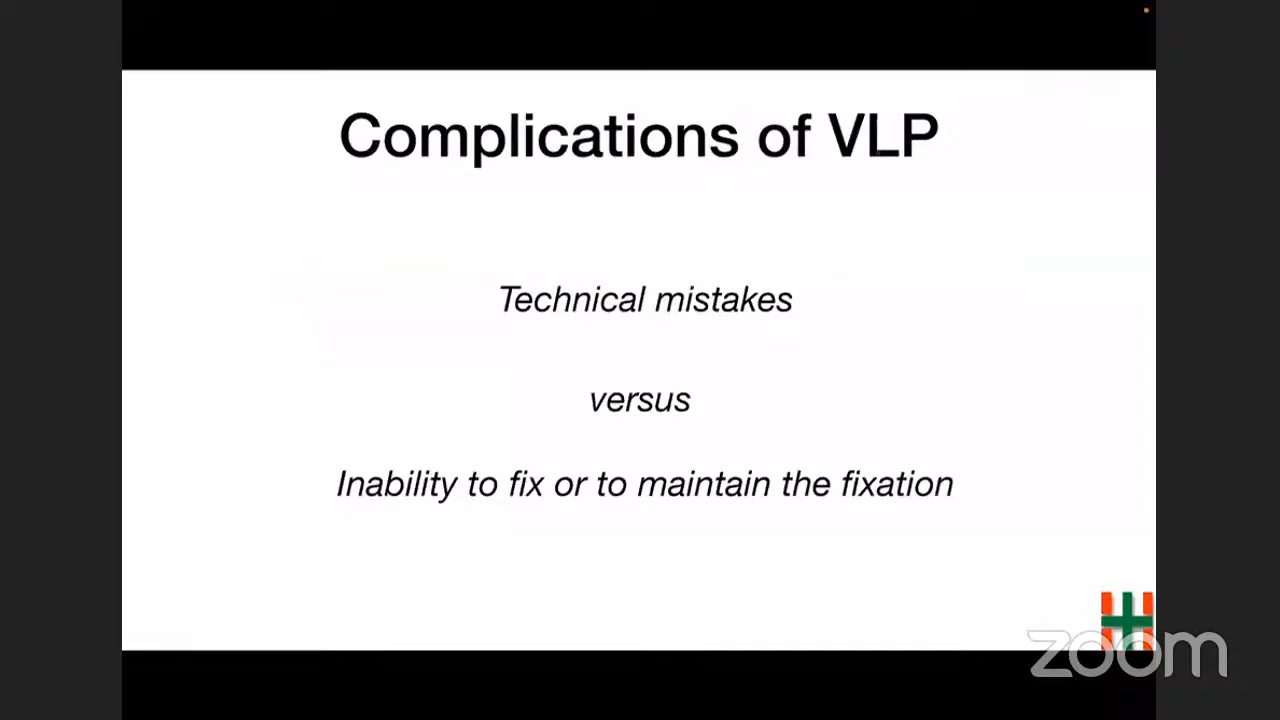 Complications of VLP
Technical mistakes
versus
Inability to fix or to maintain the fixation
zoom